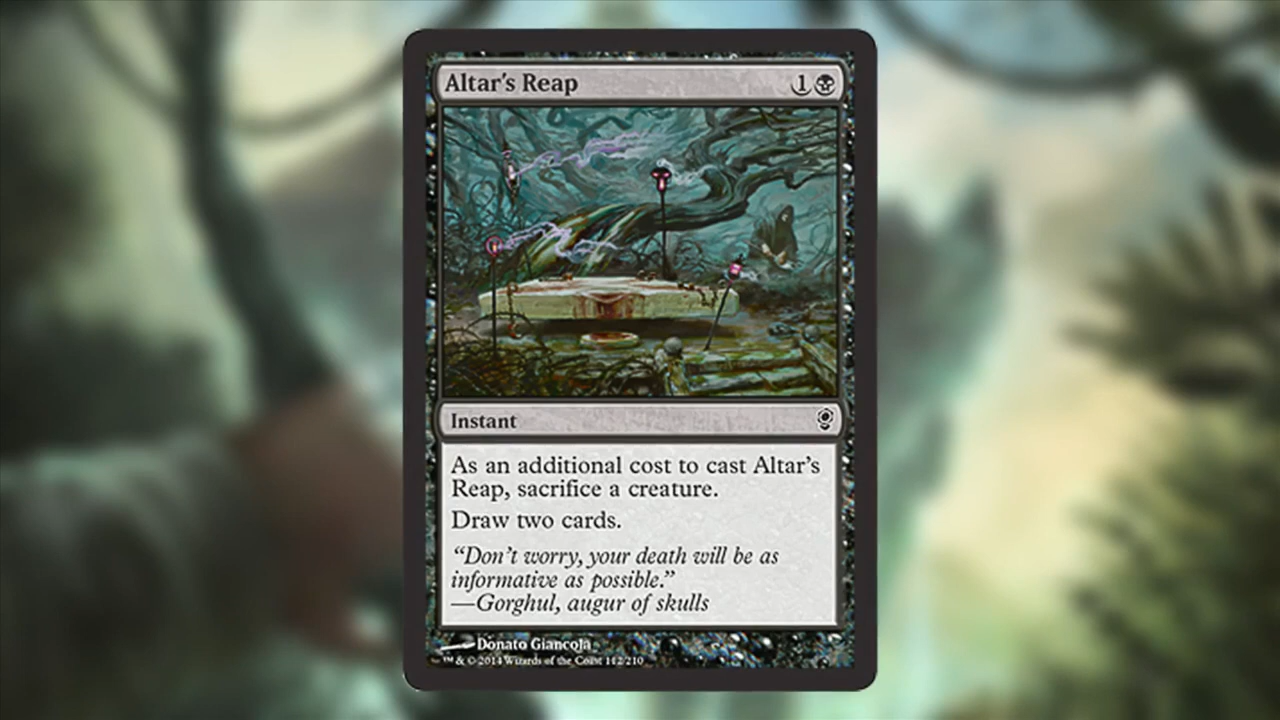 Altar's Reap 1
Instant
As an additional cost to cast Altar's
Reap, sacrifice a creature.
Draw two cards.
“Don't worry, your death will be as
informative as possible.”
—Gorghul, augur of skulls
Donato Giancola
™ & © 2014 Wizards of the Coast 112/210